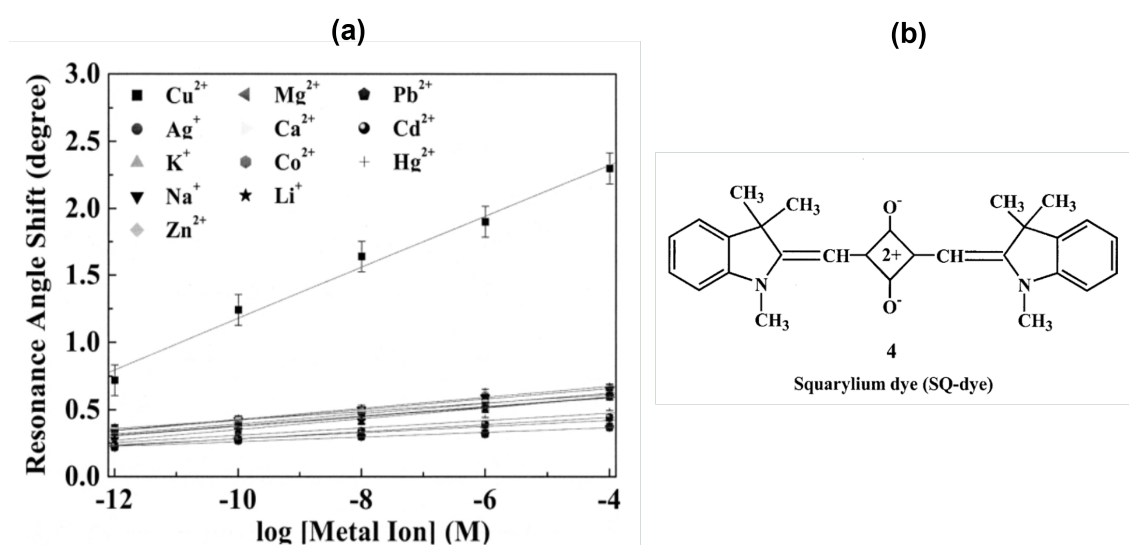 (a)
(b)
Resonance Angle Shift (degree)
3.0
2.5
2.0
1.5
1.0
0.5
0.0
Cu²⁺
Ag⁺
K⁺
Na⁺
Zn²⁺
Mg²⁺
Ca²⁺
Co²⁺
Li⁺
Pb²⁺
Cd²⁺
Hg²⁺
-12
-10
-8
-6
-4
log [Metal Ion] (M)
CH₃
CH₃
O⁻
CH₃
CH₃
CH
2+
CH
N
O⁻
N
CH₃
CH₃
4
Squarylium dye (SQ-dye)